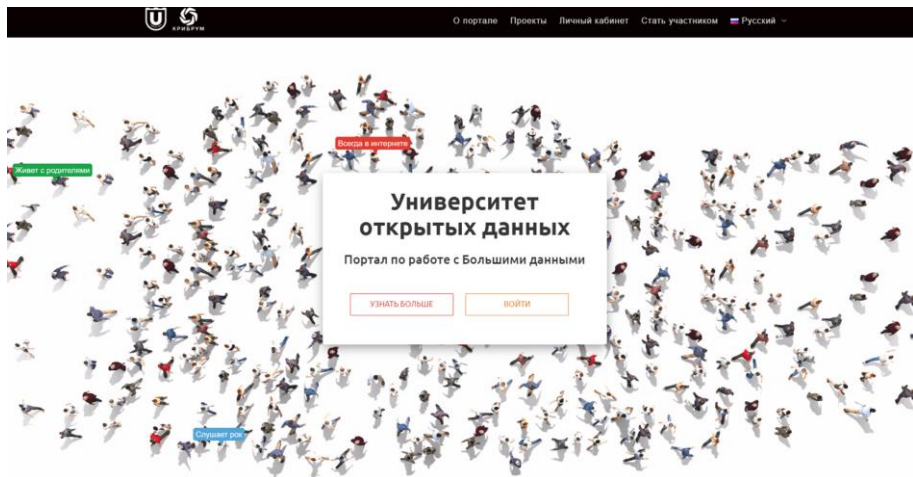 КРИБРУМ
О портале Проекты Личный кабинет Стать участником Русский
Всегда в интернете
Живет с родителями
Университет
открытых данных
Портал по работе с Большими данными
УЗНАТЬ БОЛЬШЕ ВОЙТИ
Слушает рок